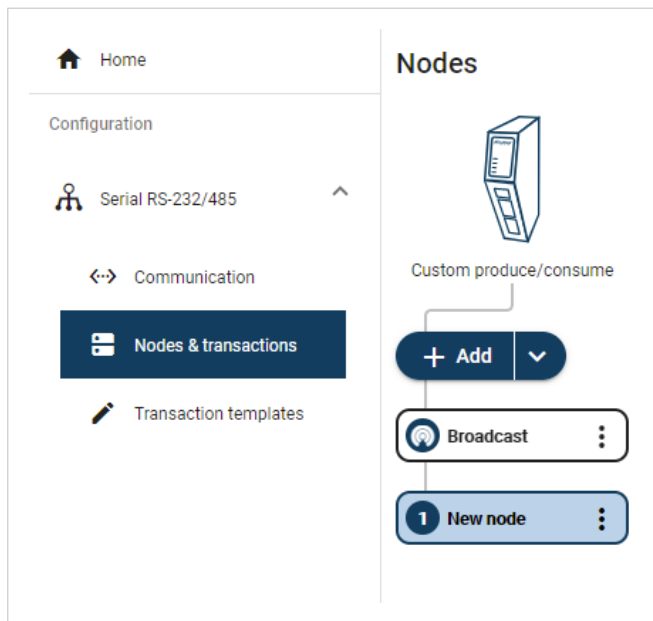 Home
Configuration
Serial RS-232/485
Communication
Nodes & transactions
Transaction templates
Nodes
Custom produce/consume
Add
Broadcast
1 New node